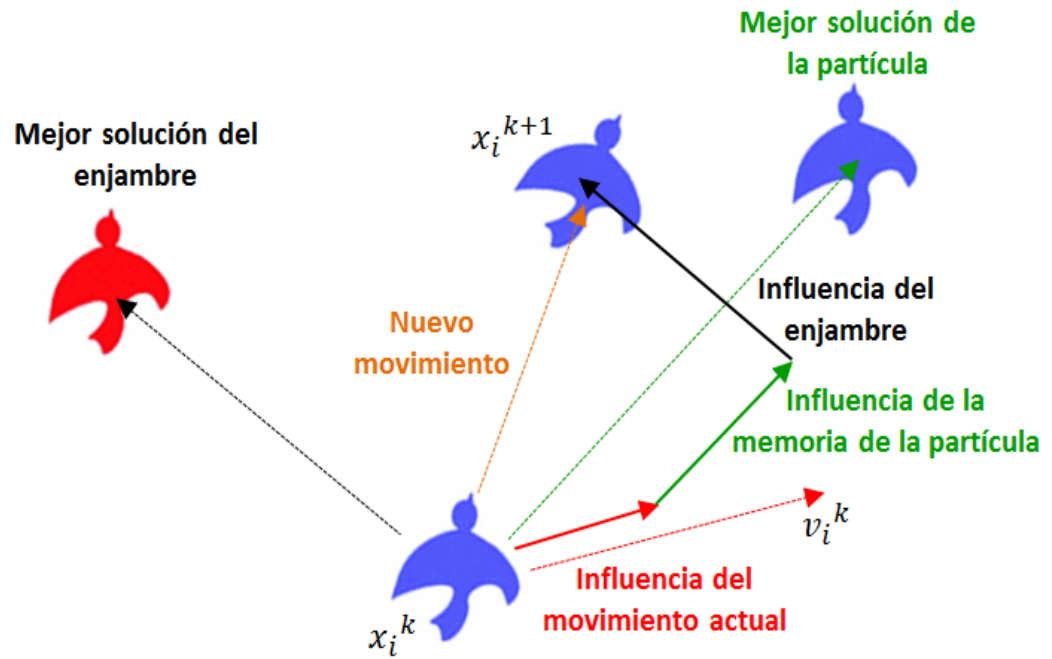 Mejor solución de
la partícula
Mejor solución del
enjambre
x_i^{k+1}
Influencia del
enjambre
Nuevo
movimiento
Influencia de la
memoria de la partícula
v_i^k
Influencia del
movimiento actual
x_i^k